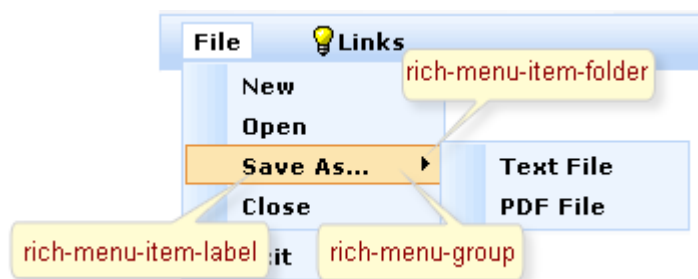 File Links
rich-menu-item-folder
New
Open
Save As... Text File
Close PDF File
rich-menu-item-label rich-menu-group
it